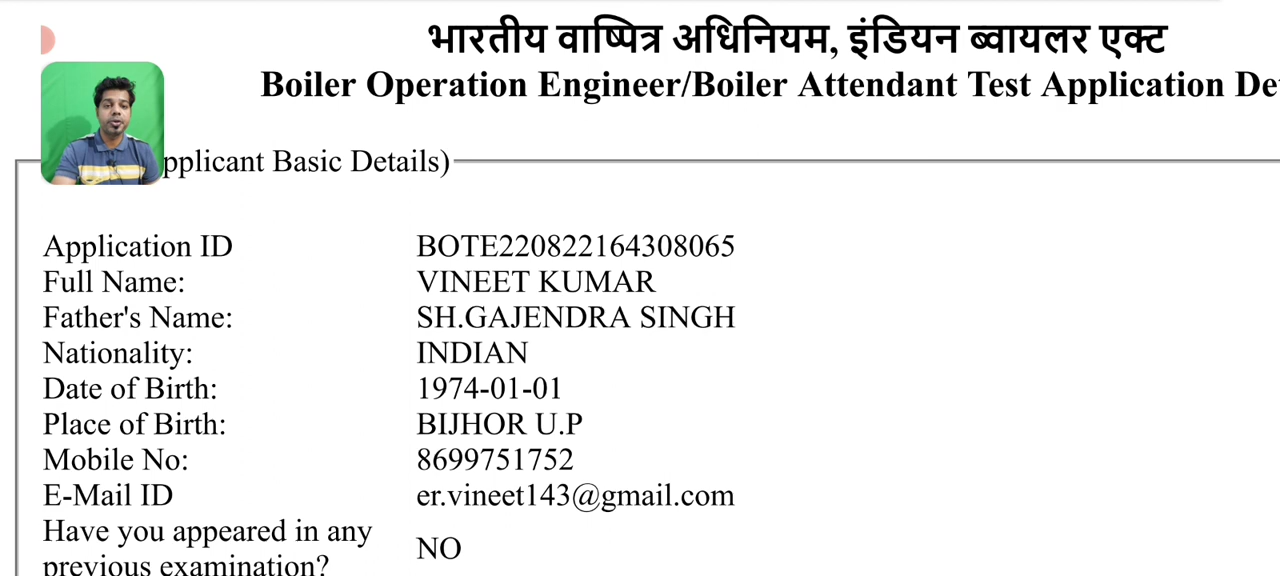 भारतीय वाष्पित्र अधिनियम, इंडियन ब्वायलर एक्ट
Boiler Operation Engineer/Boiler Attendant Test Application De
pplicant Basic Details)
Application ID BOTE220822164308065
Full Name: VINEET KUMAR
Father's Name: SH.GAJENDRA SINGH
Nationality: INDIAN
Date of Birth: 1974-01-01
Place of Birth: BIJHOR U.P
Mobile No: 8699751752
E-Mail ID er.vineet143@gmail.com
Have you appeared in any
previous examination? NO